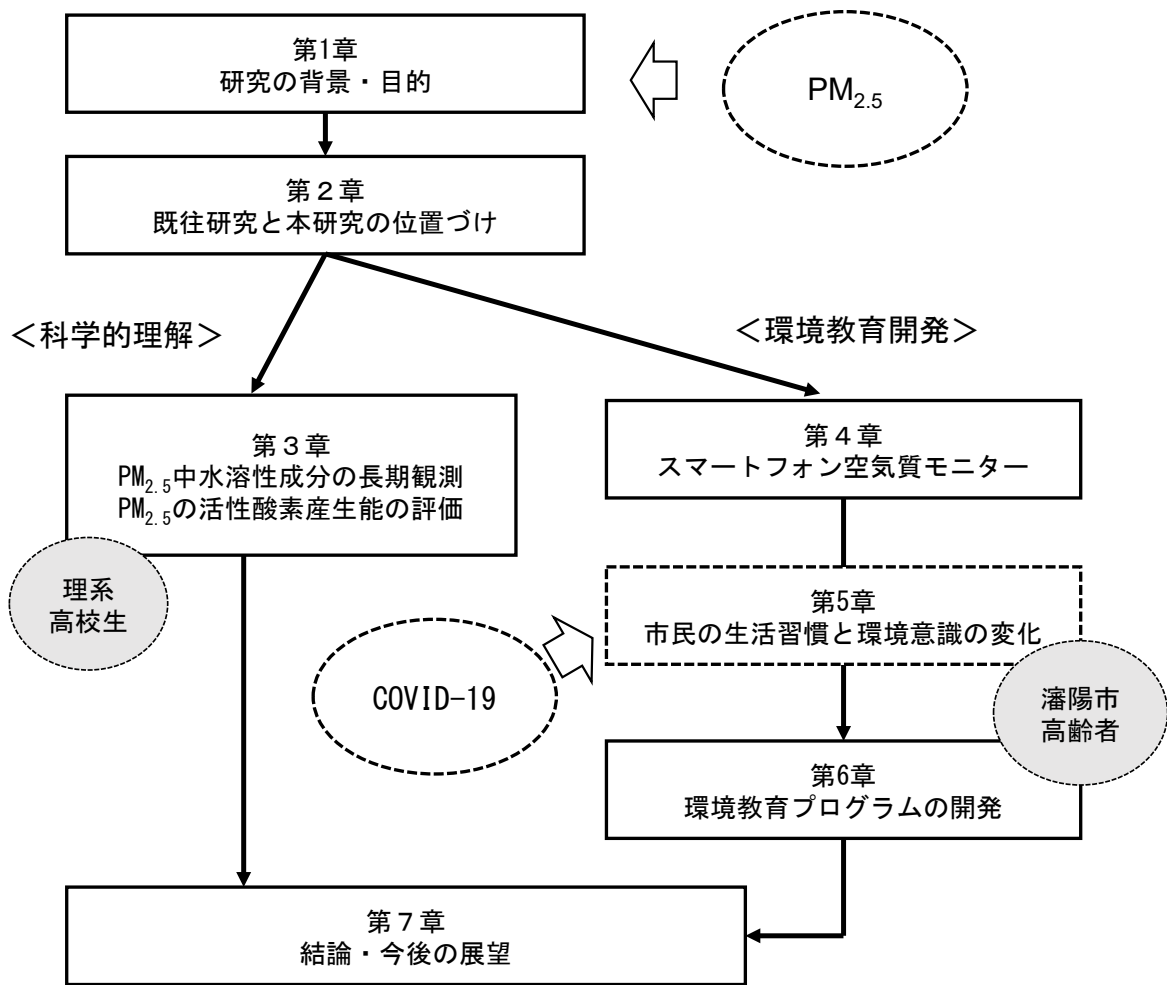 第1章
研究の背景・目的
PM2.5
第２章
既往研究と本研究の位置づけ
＜科学的理解＞
＜環境教育開発＞
第３章
PM2.5中水溶性成分の長期観測
PM2.5の活性酸素産生能の評価
理系
高校生
第４章
スマートフォン空気質モニター
第5章
市民の生活習慣と環境意識の変化
COVID-19
瀋陽市
高齢者
第6章
環境教育プログラムの開発
第７章
結論・今後の展望